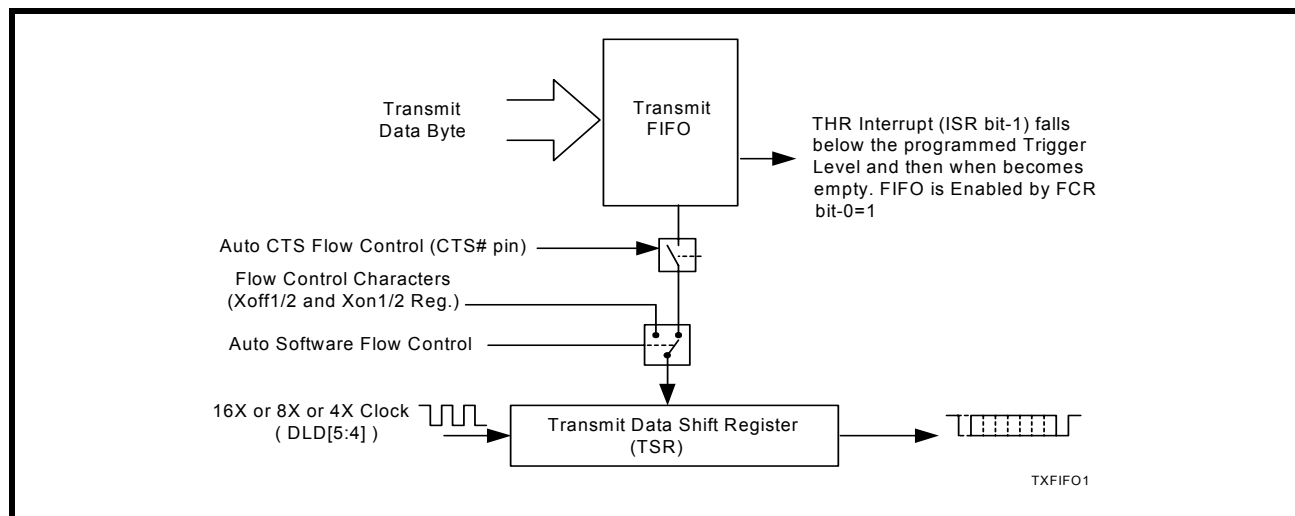 Transmit
Data Byte
Transmit
FIFO
THR Interrupt (ISR bit-1) falls
below the programmed Trigger
Level and then when becomes
empty. FIFO is Enabled by FCR
bit-0=1
Auto CTS Flow Control (CTS# pin)
Flow Control Characters
(Xoff1/2 and Xon1/2 Reg.)
Auto Software Flow Control
16X or 8X or 4X Clock
( DLD[5:4] )
Transmit Data Shift Register
(TSR)
TXFIFO1